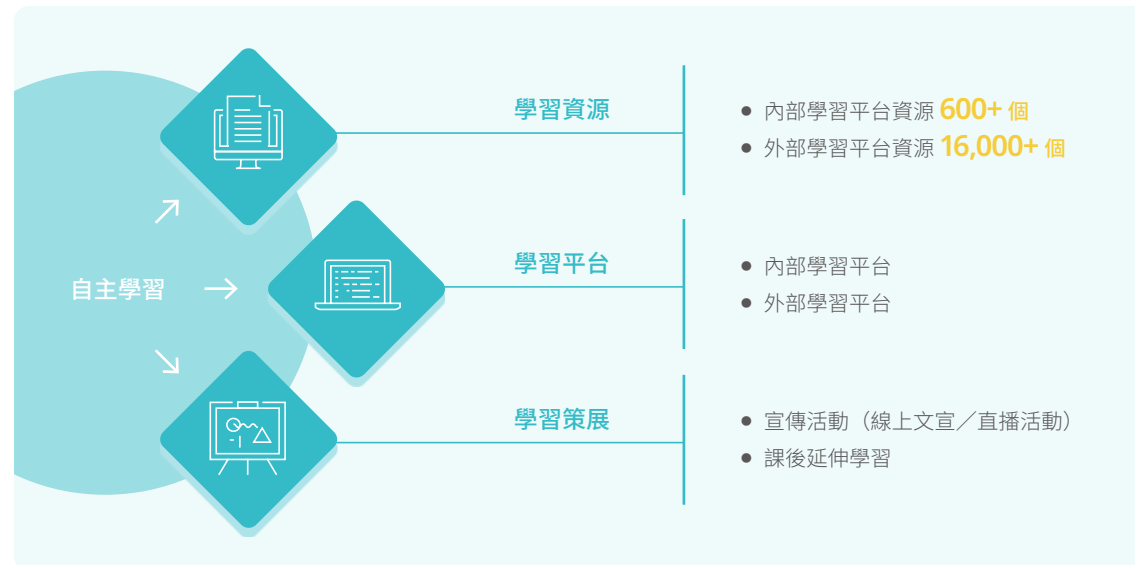 自主學習
學習資源
● 內部學習平台資源 600+ 個
● 外部學習平台資源 16,000+ 個
學習平台
● 內部學習平台
● 外部學習平台
學習策展
● 宣傳活動（線上文宣／直播活動）
● 課後延伸學習